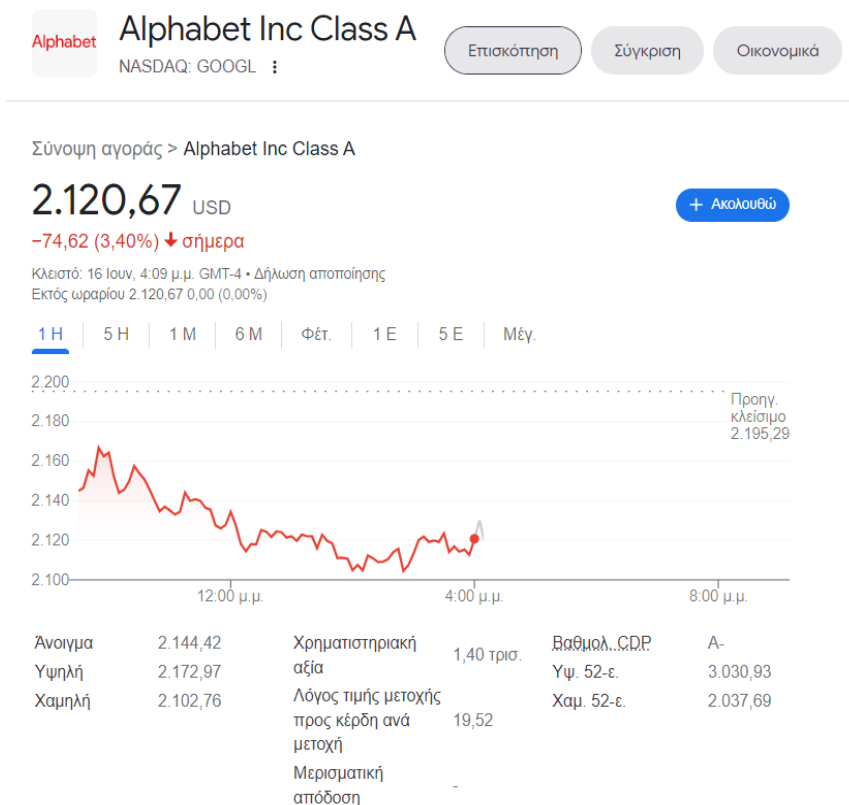 Alphabet
Alphabet Inc Class A
NASDAQ: GOOGL
Επισκόπηση
Σύγκριση
Οικονομικά
Σύνοψη αγοράς > Alphabet Inc Class A
2.120,67 USD
+ Ακολουθώ
−74,62 (3,40%) ↓ σήμερα
Κλειστό: 16 Ιουν, 4:09 μ.μ. GMT-4 • Δήλωση αποποίησης
Εκτός ωραρίου 2.120,67 0,00 (0,00%)
1 Η
5 Η
1 Μ
6 Μ
Φέτ.
1 Ε
5 Ε
Μέγ.
2.200
2.180
2.160
2.140
2.120
2.100
Προηγ.
κλείσιμο
2.195,29
12:00 μ.μ.
4:00 μ.μ.
8:00 μ.μ.
Άνοιγμα 2.144,42
Υψηλή 2.172,97
Χαμηλή 2.102,76
Χρηματιστηριακή
αξία
1,40 τρισ.
Λόγος τιμής μετοχής
προς κέρδη ανά
μετοχή
19,52
Μερισματική
απόδοση
-
Βαθμολ. CDP A-
Υψ. 52-ε. 3.030,93
Χαμ. 52-ε. 2.037,69